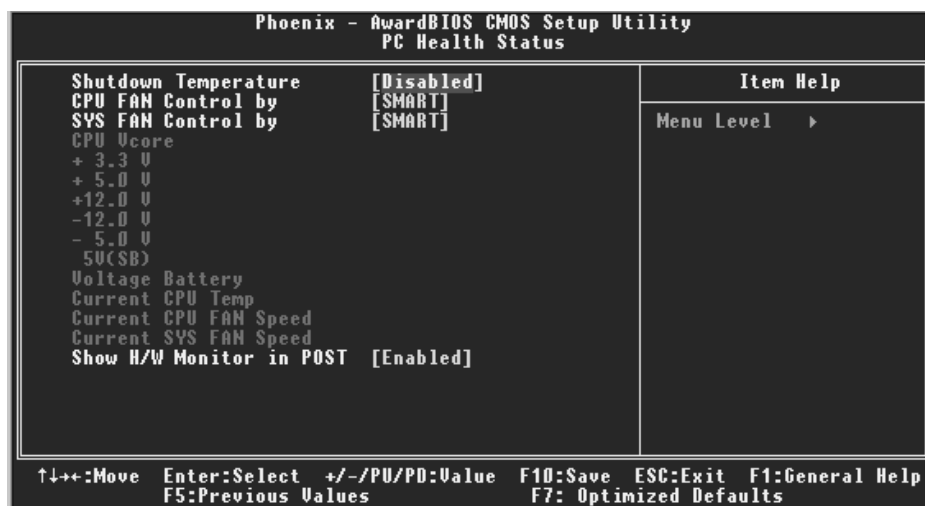 Phoenix - AwardBIOS CMOS Setup Utility
PC Health Status
Shutdown Temperature [Disabled]
CPU FAN Control by [SMART]
SYS FAN Control by [SMART]
CPU Vcore
+ 3.3 V
+ 5.0 V
+12.0 V
-12.0 V
- 5.0 V
5V(SB)
Voltage Battery
Current CPU Temp
Current CPU FAN Speed
Current SYS FAN Speed
Show H/W Monitor in POST [Enabled]
Item Help
Menu Level ▸
↑↓→←:Move Enter:Select +/-/PU/PD:Value F10:Save ESC:Exit F1:General Help
F5:Previous Values F7: Optimized Defaults